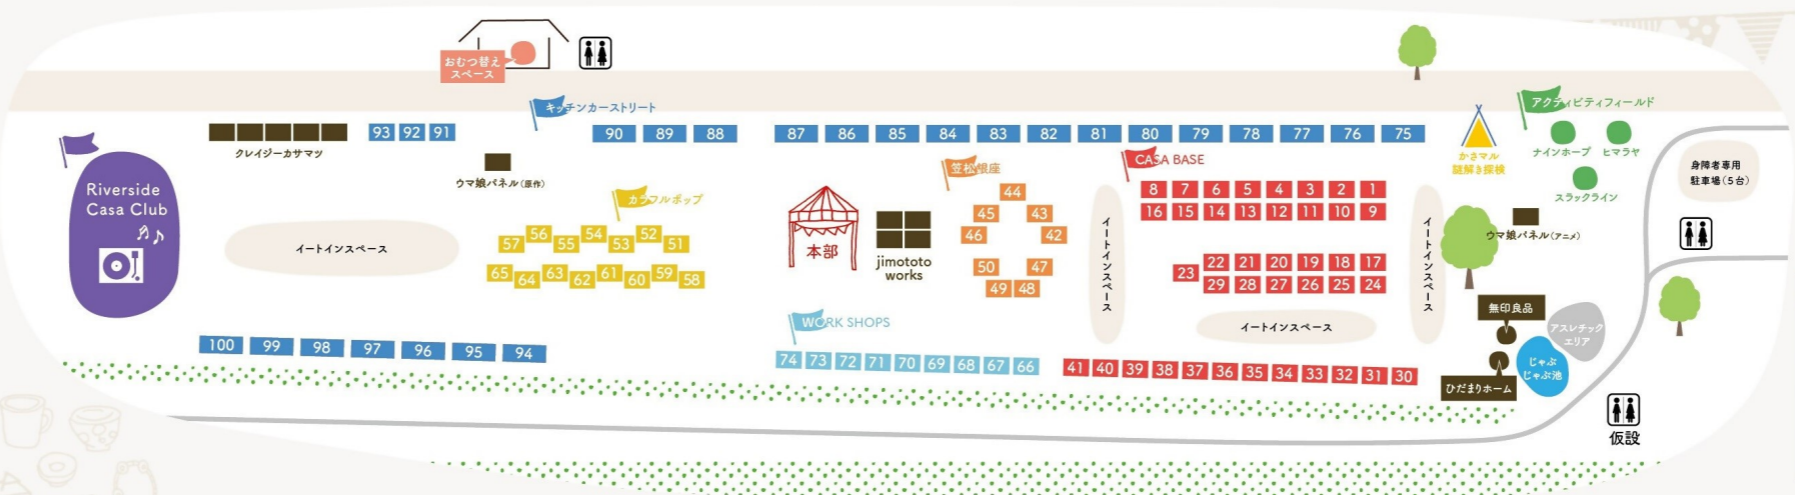 おむつ替え
スペース
キッチンカーストリート
アクティビティフィールド
93 92 91
90 89 88 87 86 85 84 83 82 81 80 79 78 77 76 75
クレイジーカサマツ
ウマ娘パネル(原作)
かさマル
謎解き探検
ナインホープ ヒマラヤ
スラックライン
身障者専用
駐車場(5台)
Riverside
Casa Club
イートインスペース
カラフルポップ
57 56 55 54 53 52 51
65 64 63 62 61 60 59 58
本部
jimototo
works
笠松銀座
44
45 43
46 42
50 47
49 48
イートインスペース
CASA BASE
8 7 6 5 4 3 2 1
16 15 14 13 12 11 10 9
23 22 21 20 19 18 17
29 28 27 26 25 24
イートインスペース
イートインスペース
ウマ娘パネル(アニメ)
無印良品
アスレチック
エリア
じゃぶ
じゃぶ池
ひだまりホーム
WORK SHOPS
100 99 98 97 96 95 94
74 73 72 71 70 69 68 67 66
41 40 39 38 37 36 35 34 33 32 31 30
仮設